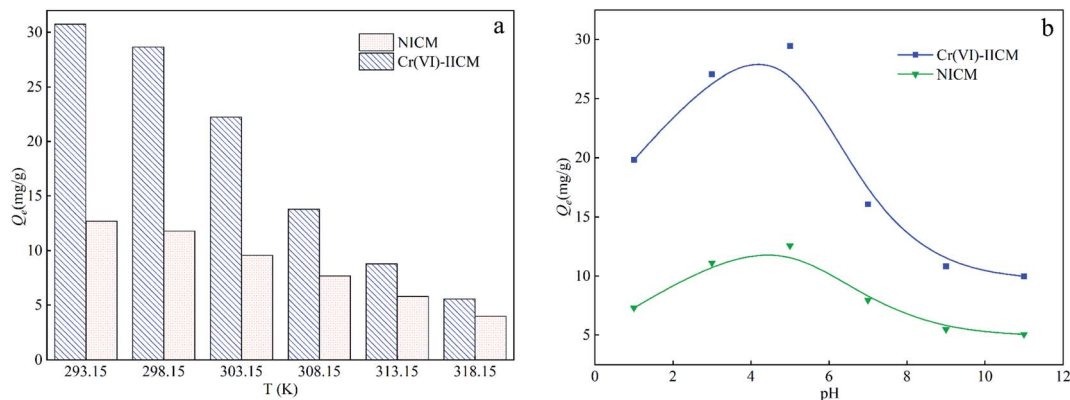 a
NICM
Cr(VI)-IICM
Qe(mg/g)
30
25
20
15
10
5
0
293.15 298.15 303.15 308.15 313.15 318.15
T (K)
b
Cr(VI)-IICM
NICM
Qe(mg/g)
30
25
20
15
10
5
0 2 4 6 8 10 12
pH